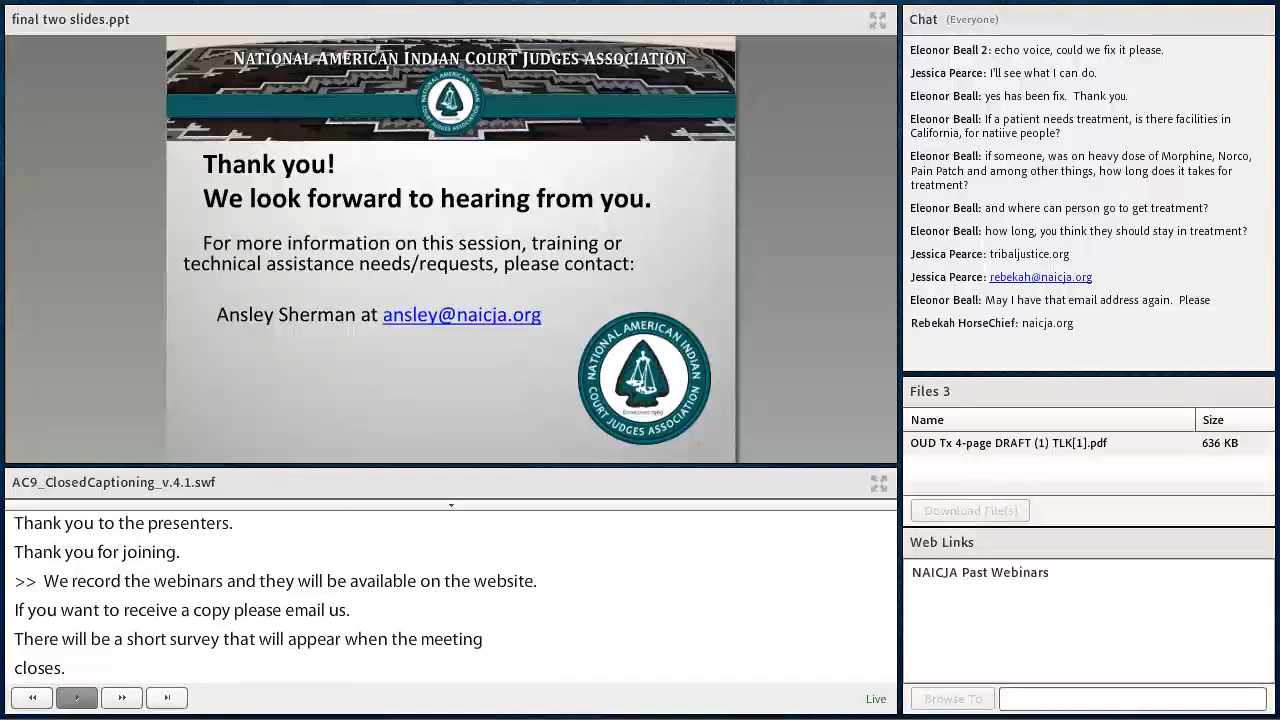 final two slides.ppt
NATIONAL AMERICAN INDIAN COURT JUDGES ASSOCIATION
NATIONAL AMERICAN INDIAN COURT JUDGES ASSOCIATION
Thank you!
We look forward to hearing from you.
For more information on this session, training or
technical assistance needs/requests, please contact:
Ansley Sherman at ansley@naicja.org
NATIONAL AMERICAN INDIAN
COURT JUDGES ASSOCIATION
AC9_ClosedCaptioning_v.4.1.swf
Thank you to the presenters.
Thank you for joining.
>> We record the webinars and they will be available on the website.
If you want to receive a copy please email us.
There will be a short survey that will appear when the meeting
closes.
Live
Chat (Everyone)
Eleonor Beall 2: echo voice, could we fix it please.
Jessica Pearce: I'll see what I can do.
Eleonor Beall: yes has been fix. Thank you.
Eleonor Beall: If a patient needs treatment, is there facilities in
California, for natiive people?
Eleonor Beall: if someone, was on heavy dose of Morphine, Norco,
Pain Patch and among other things, how long does it takes for
treatment?
Eleonor Beall: and where can person go to get treatment?
Eleonor Beall: how long, you think they should stay in treatment?
Jessica Pearce: tribaljustice.org
Jessica Pearce: rebekah@naicja.org
Eleonor Beall: May I have that email address again. Please
Rebekah HorseChief: naicja.org
Files 3
Name Size
OUD Tx 4-page DRAFT (1) TLK[1].pdf 636 KB
Download File(s)
Web Links
NAICJA Past Webinars
Browse To